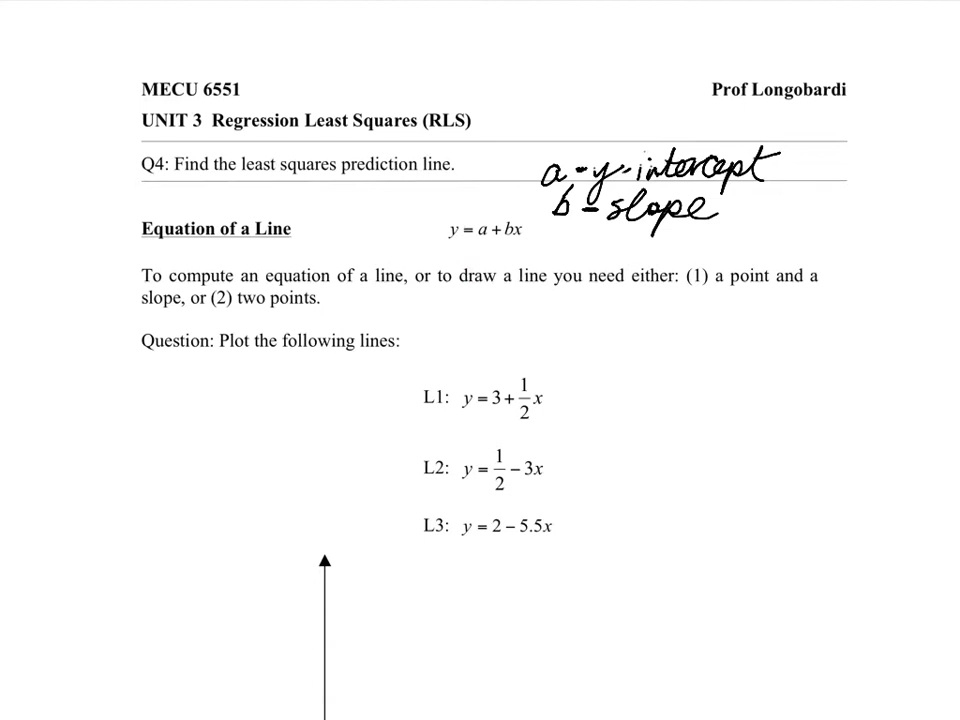 MECU 6551 Prof Longobardi
UNIT 3 Regression Least Squares (RLS)
Q4: Find the least squares prediction line.
a - y-intercept
b - slope
Equation of a Line y = a + bx
To compute an equation of a line, or to draw a line you need either: (1) a point and a
slope, or (2) two points.
Question: Plot the following lines:
L1: y = 3 + 1/2 x
L2: y = 1/2 − 3x
L3: y = 2 − 5.5x